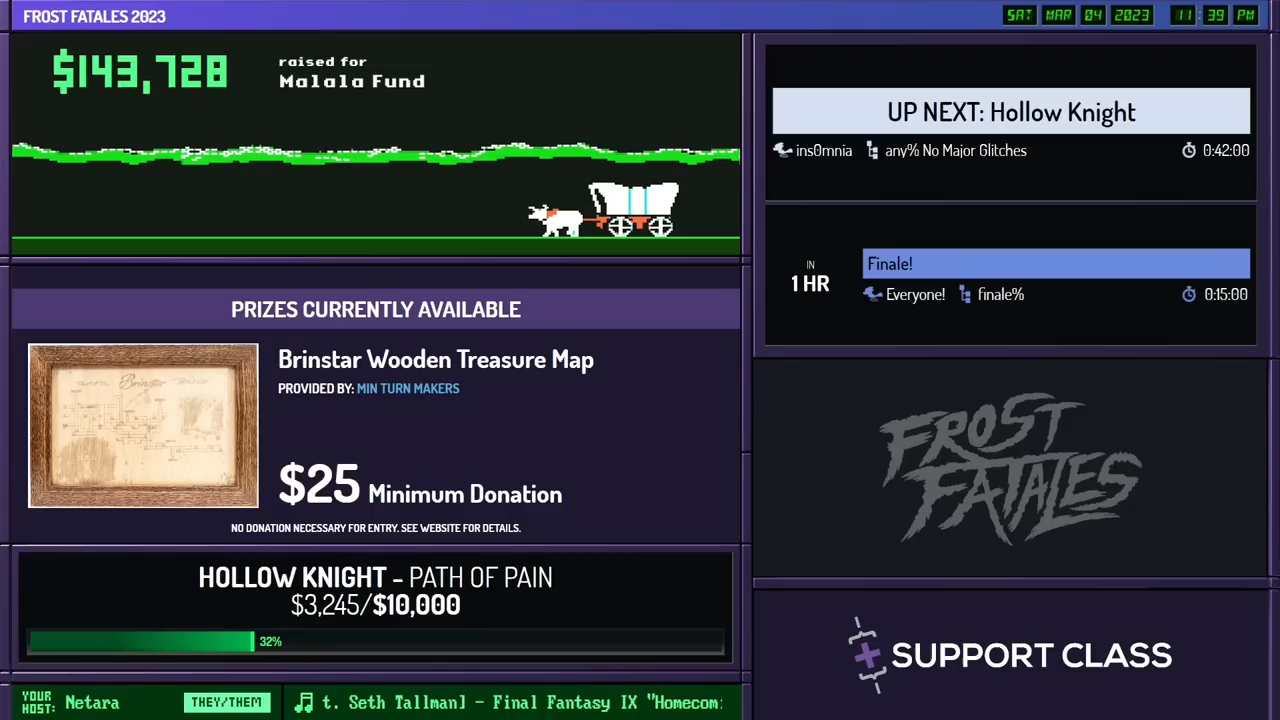 FROST FATALES 2023
SAT MAR 04 2023 11:39 PM
$143,728
raised for
Malala Fund
UP NEXT: Hollow Knight
ins0mnia any% No Major Glitches 0:42:00
IN
1 HR
Finale!
Everyone! finale% 0:15:00
PRIZES CURRENTLY AVAILABLE
Brinstar
Brinstar Wooden Treasure Map
PROVIDED BY: MIN TURN MAKERS
$25 Minimum Donation
NO DONATION NECESSARY FOR ENTRY. SEE WEBSITE FOR DETAILS.
FROST
FATALES
HOLLOW KNIGHT - PATH OF PAIN
$3,245/$10,000
32%
SUPPORT CLASS
YOUR
HOST: Netara THEY/THEM t. Seth Tallman] - Final Fantasy IX "Homecom